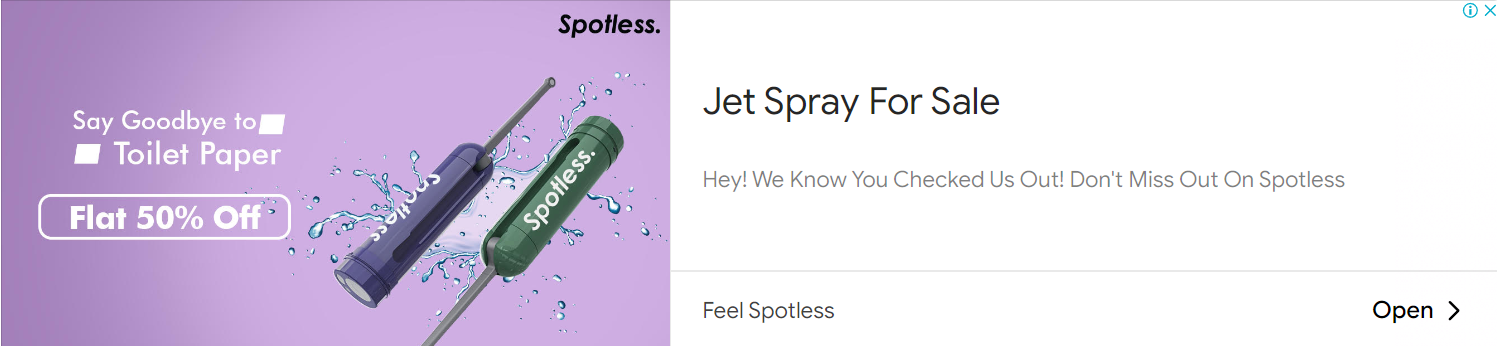 Spotless.
Say Goodbye to
Toilet Paper
Flat 50% Off
Spotless.
Spotless.
Jet Spray For Sale
Hey! We Know You Checked Us Out! Don't Miss Out On Spotless
Feel Spotless
Open